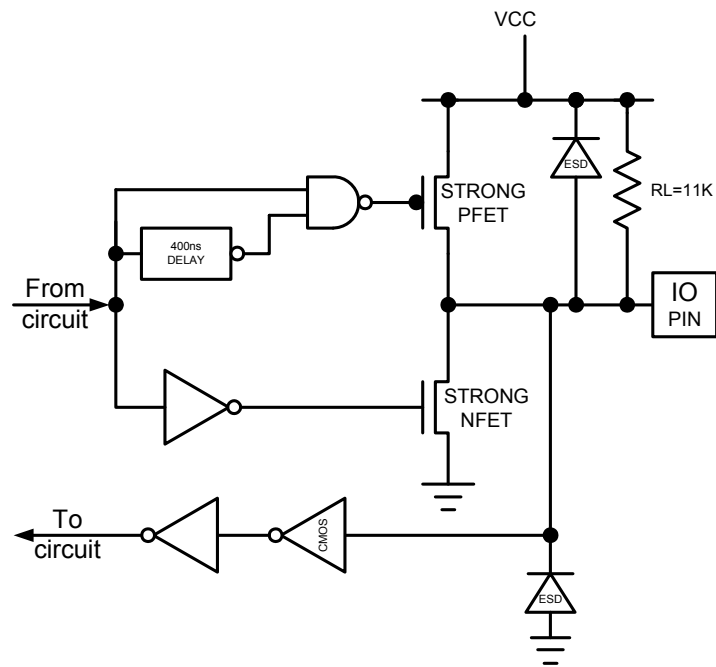 VCC
ESD
RL=11K
STRONG
PFET
400ns
DELAY
From
circuit
IO
PIN
STRONG
NFET
To
circuit
CMOS
ESD